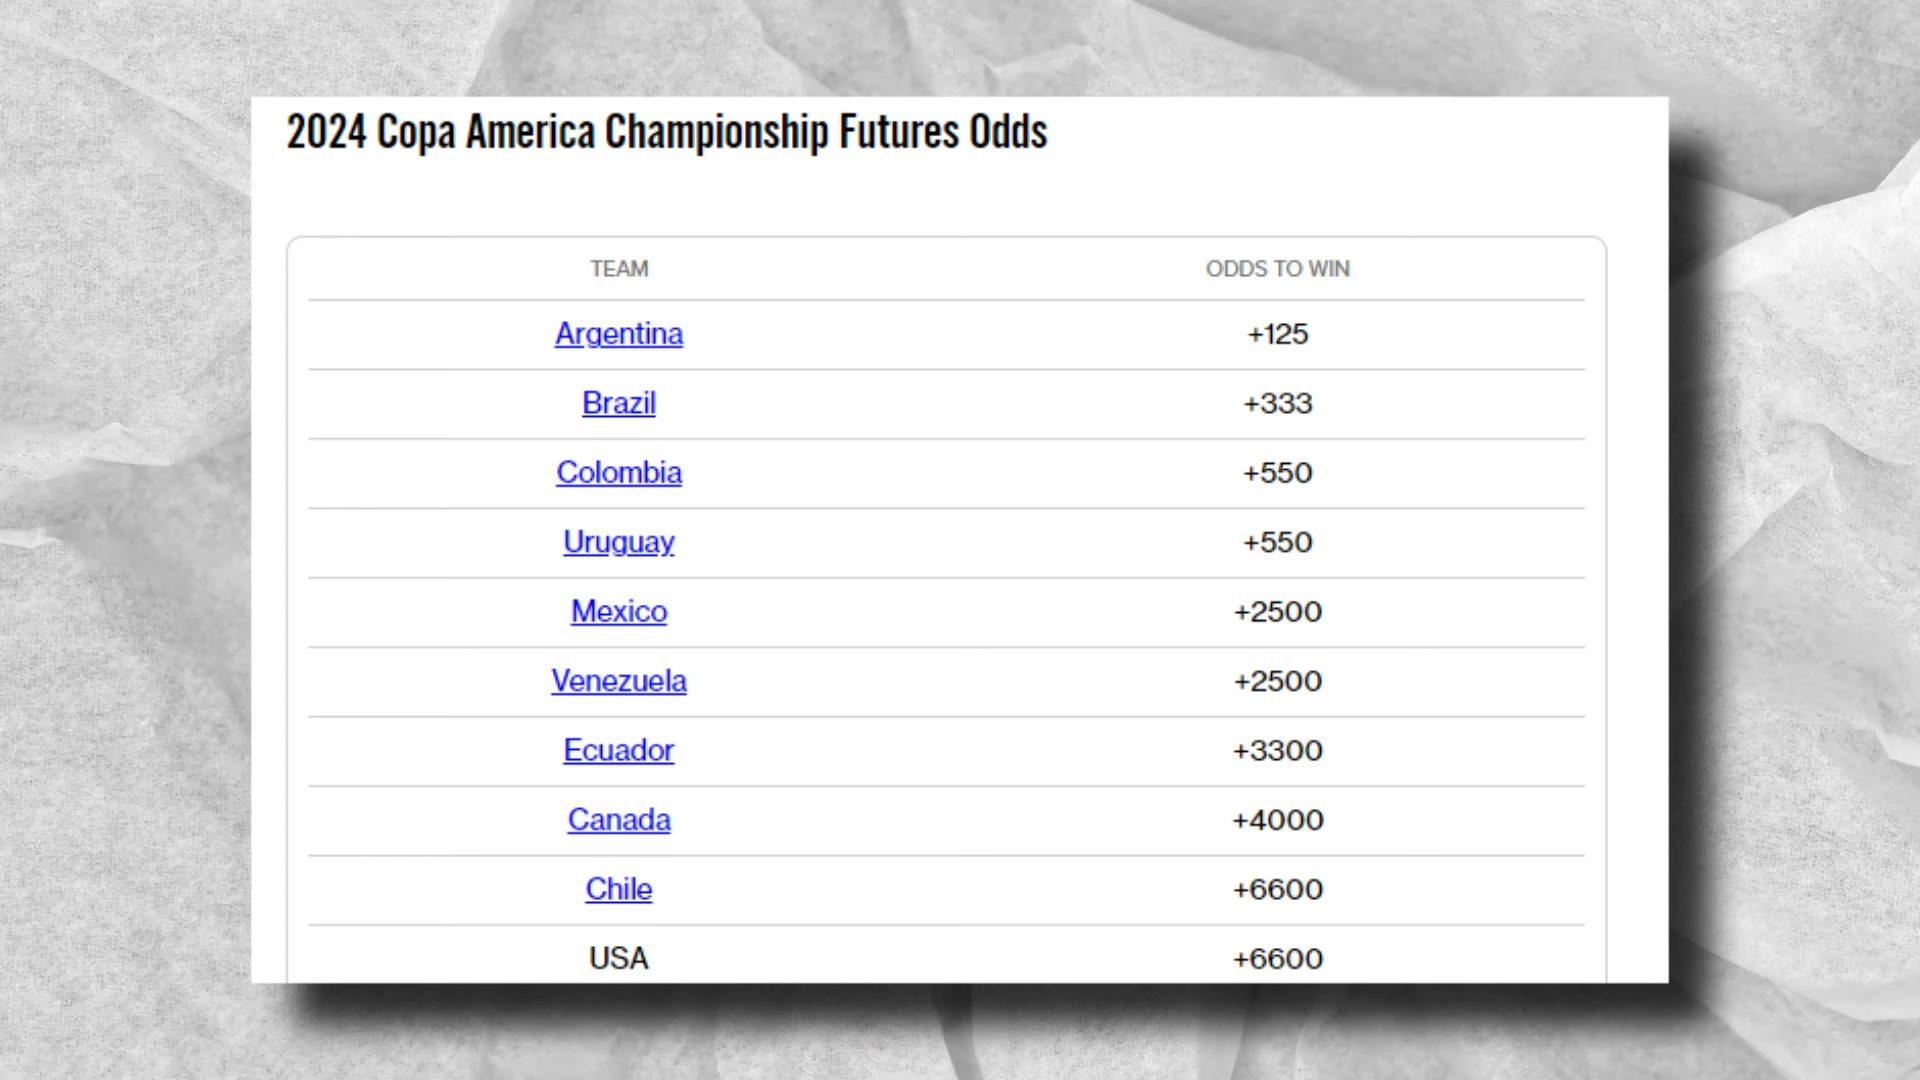 2024 Copa America Championship Futures Odds
TEAM ODDS TO WIN
Argentina +125
Brazil +333
Colombia +550
Uruguay +550
Mexico +2500
Venezuela +2500
Ecuador +3300
Canada +4000
Chile +6600
USA +6600